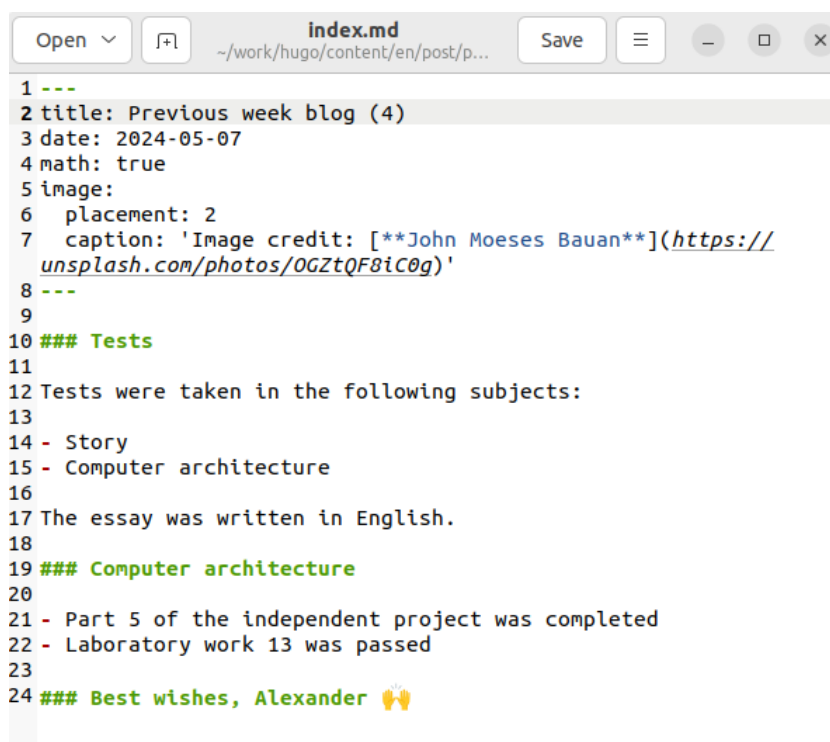 Open
index.md
~/work/hugo/content/en/post/p...
Save
1 ---
2 title: Previous week blog (4)
3 date: 2024-05-07
4 math: true
5 image:
6   placement: 2
7   caption: 'Image credit: [**John Moeses Bauan**](https://
unsplash.com/photos/OGZtQF8iC0g)'
8 ---
9
10 ### Tests
11
12 Tests were taken in the following subjects:
13
14 - Story
15 - Computer architecture
16
17 The essay was written in English.
18
19 ### Computer architecture
20
21 - Part 5 of the independent project was completed
22 - Laboratory work 13 was passed
23
24 ### Best wishes, Alexander 🙌